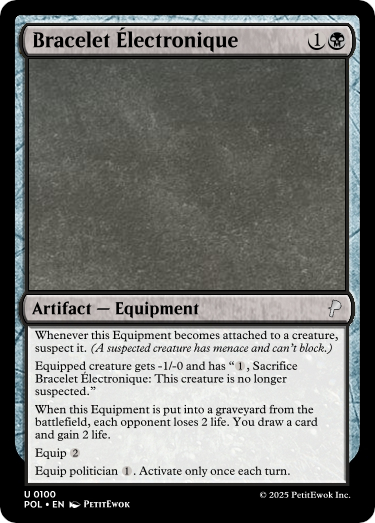 Bracelet Électronique 1
Artifact — Equipment
Whenever this Equipment becomes attached to a creature,
suspect it. (A suspected creature has menace and can't block.)
Equipped creature gets -1/-0 and has “1, Sacrifice
Bracelet Électronique: This creature is no longer
suspected.”
When this Equipment is put into a graveyard from the
battlefield, each opponent loses 2 life. You draw a card
and gain 2 life.
Equip 2
Equip politician 1. Activate only once each turn.
U 0100
POL • EN PetitEwok
© 2025 PetitEwok Inc.